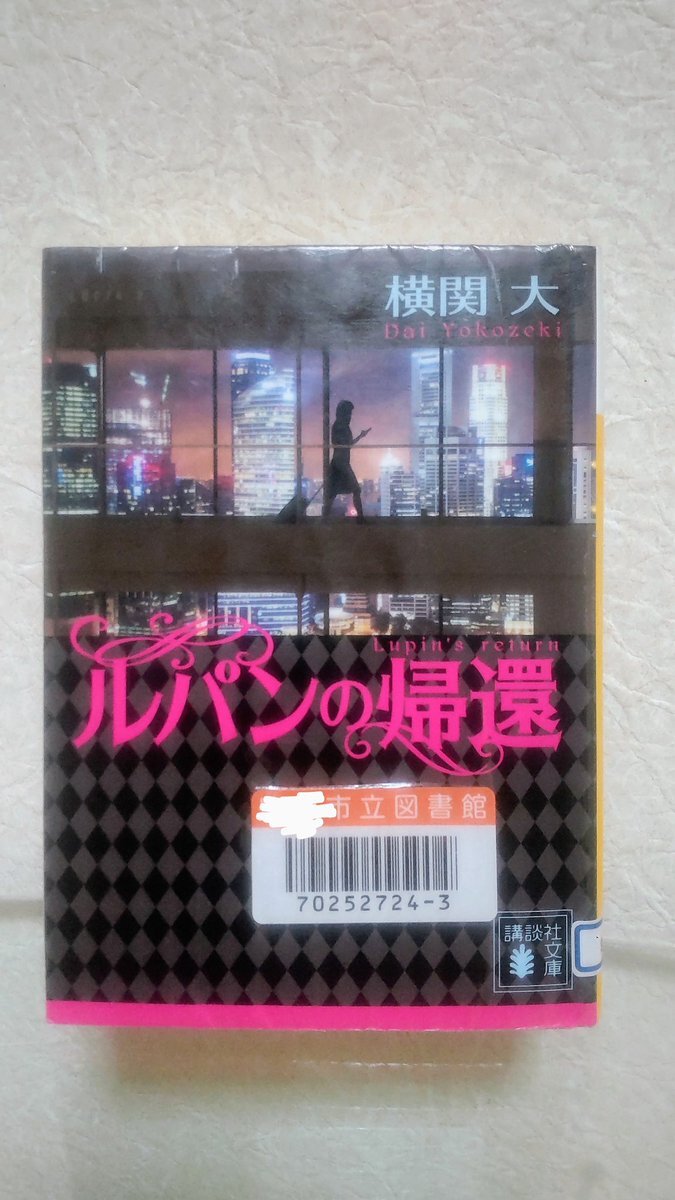 横関 大
Dai Yokozeki
Lupin's return
ルパンの帰還
市立図書館
70252724-3
講談社
文庫